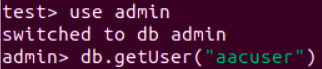 test> use admin
switched to db admin
admin> db.getUser("aacuser")